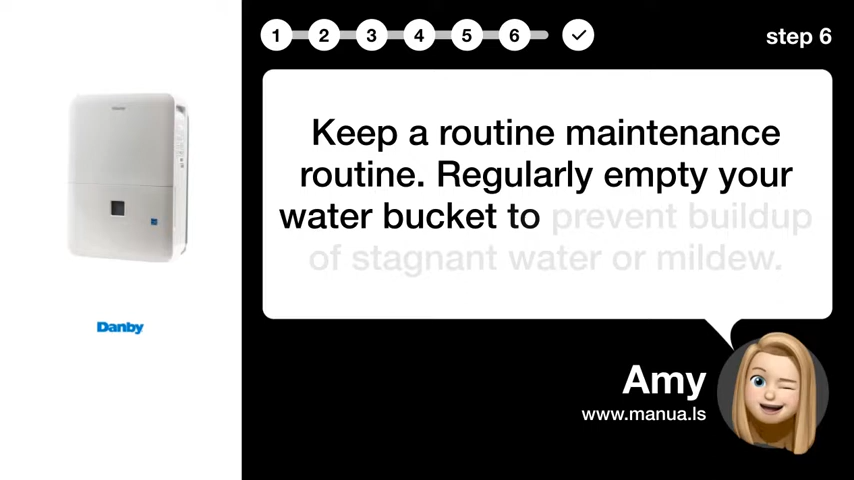 1 2 3 4 5 6
step 6
Keep a routine maintenance
routine. Regularly empty your
water bucket to prevent buildup
of stagnant water or mildew.
Danby
Amy
www.manua.ls